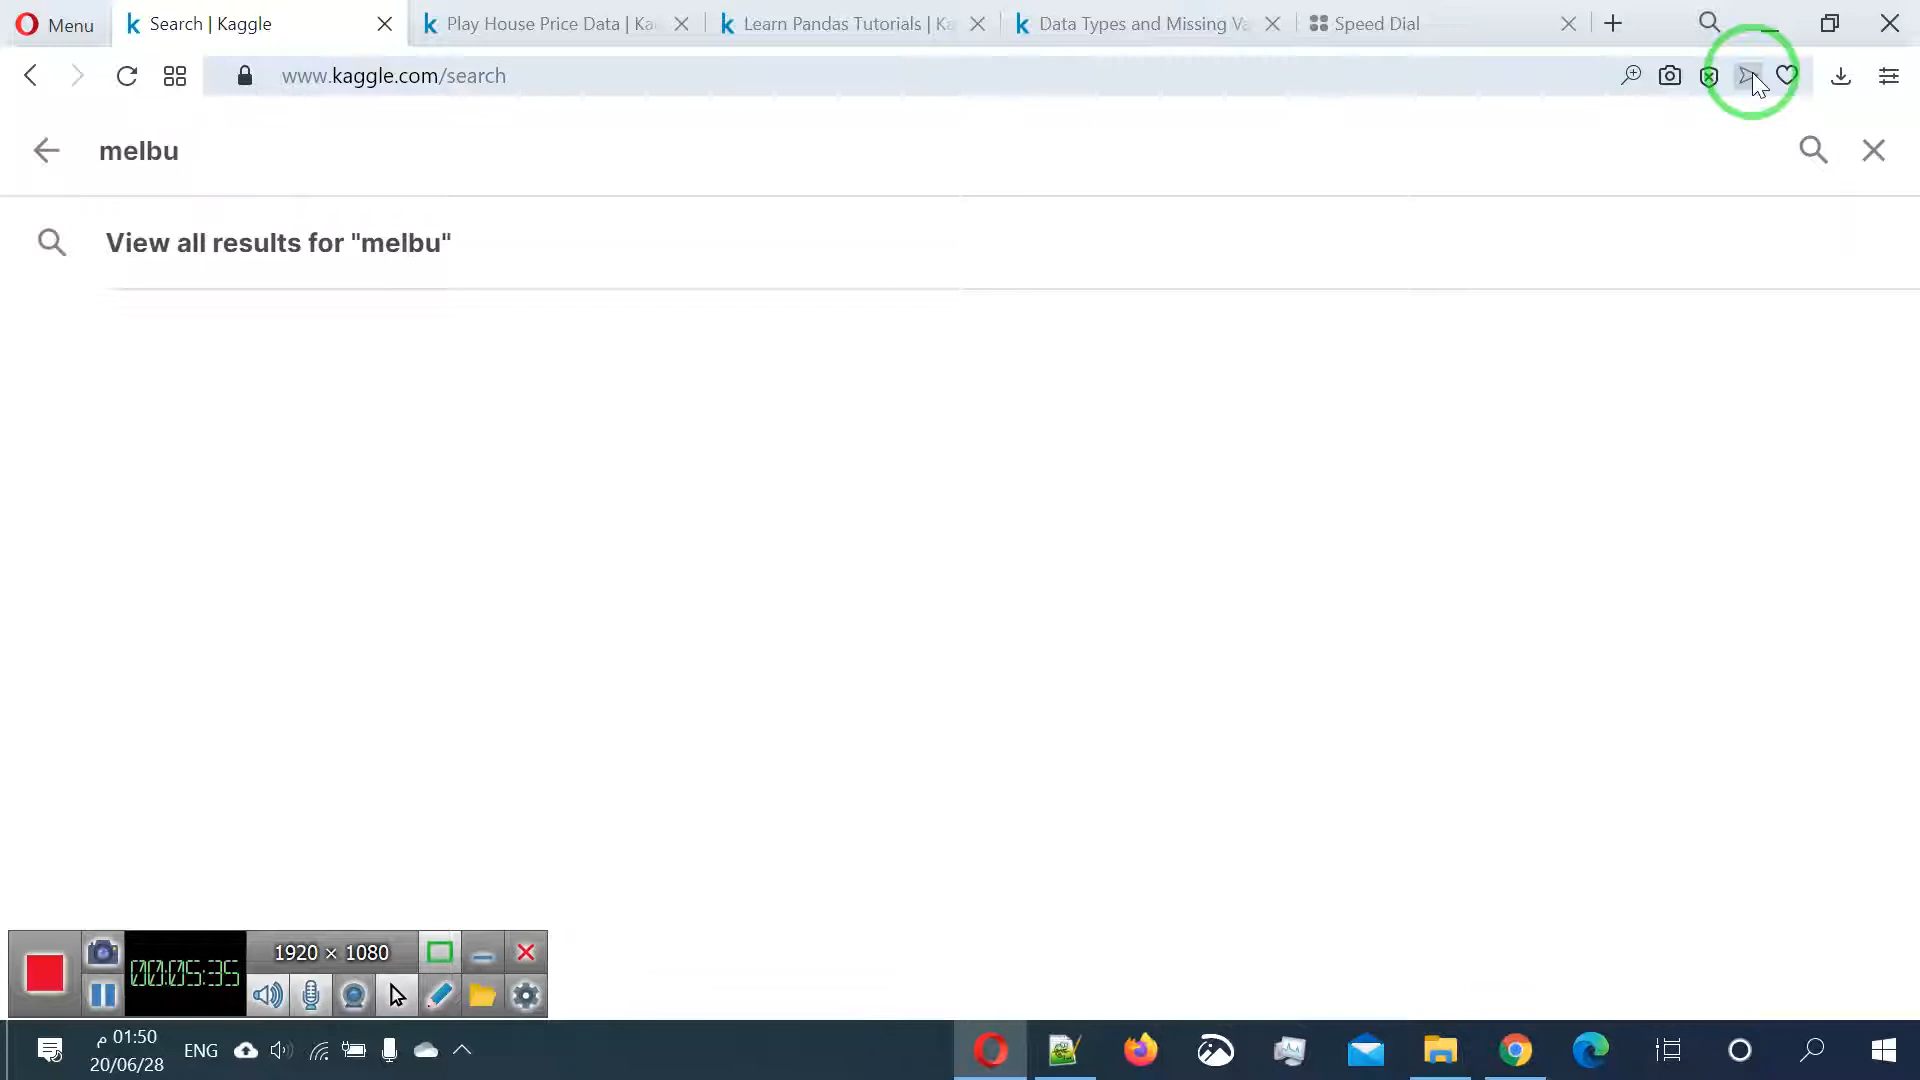 Menu
Search | Kaggle
Play House Price Data | Ka
Learn Pandas Tutorials | Ka
Data Types and Missing Va
Speed Dial
www.kaggle.com/search
melbu
View all results for "melbu"
1920 × 1080
00:05:35
01:50 م
ENG
20/06/28